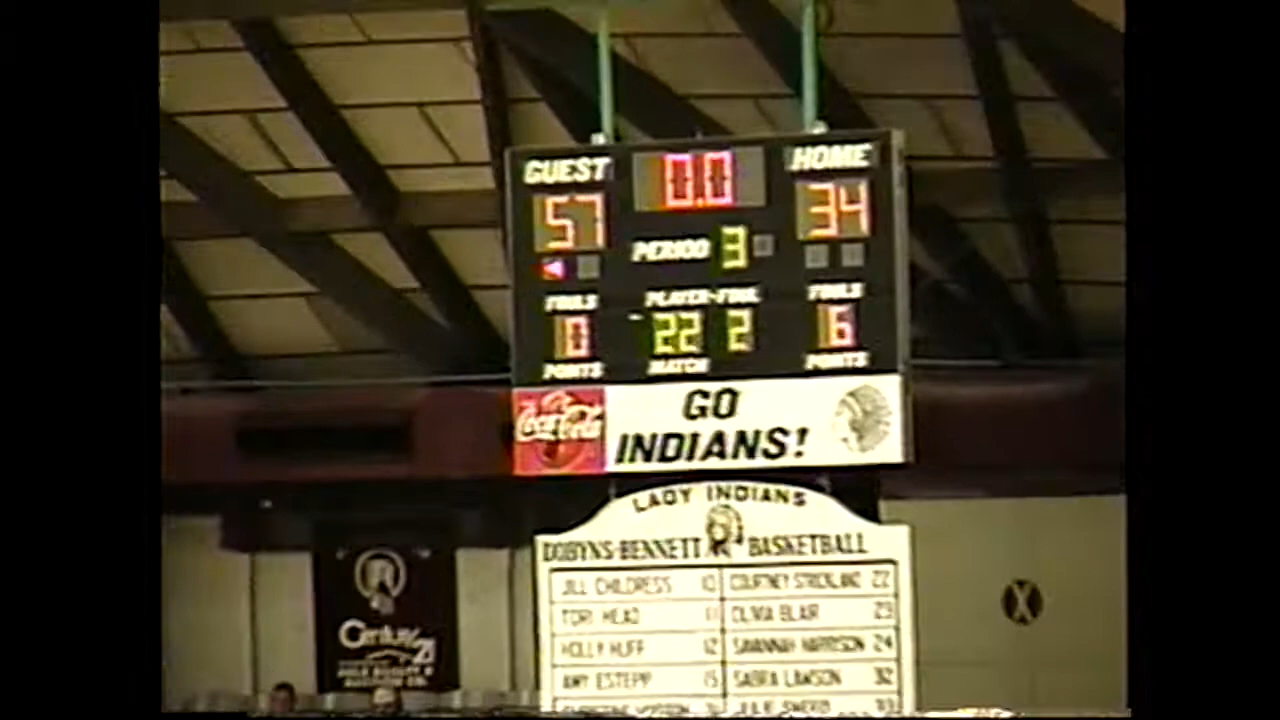 GUEST 0.0 HOME
57 34
PERIOD 3
FOULS PLAYER-FOUL FOULS
0 22 2 6
POINTS MATCH POINTS
Coca-Cola
GO
INDIANS!
LADY INDIANS
DOBYNS-BENNETT BASKETBALL
JILL CHILDRESS 10 COURTNEY STRICKLAND 22
TORI HEAD 11 OLIVIA BLAIR 23
HOLLY HUFF 12 SAVANNAH HARRISON 24
AMY ESTEPP 15 SABRA LAWSON 32
Century 21
X